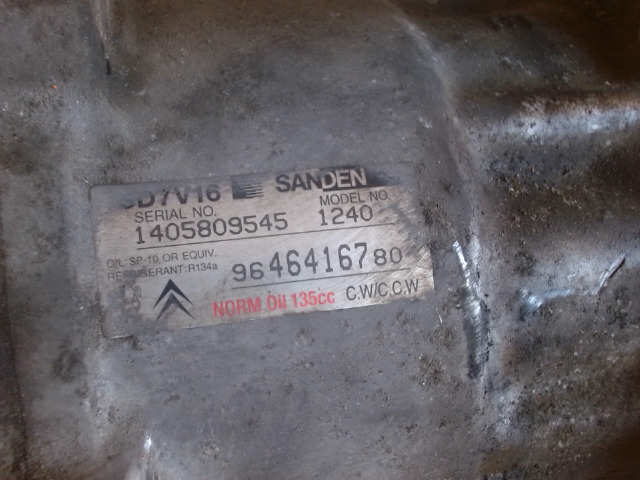 SD7V16 SANDEN
SERIAL NO. MODEL NO.
1405809545 1240
OIL: SP-10, OR EQUIV.
REFRIGERANT: R134a
9646416780
NORM OIL 135cc C.W/C.C.W